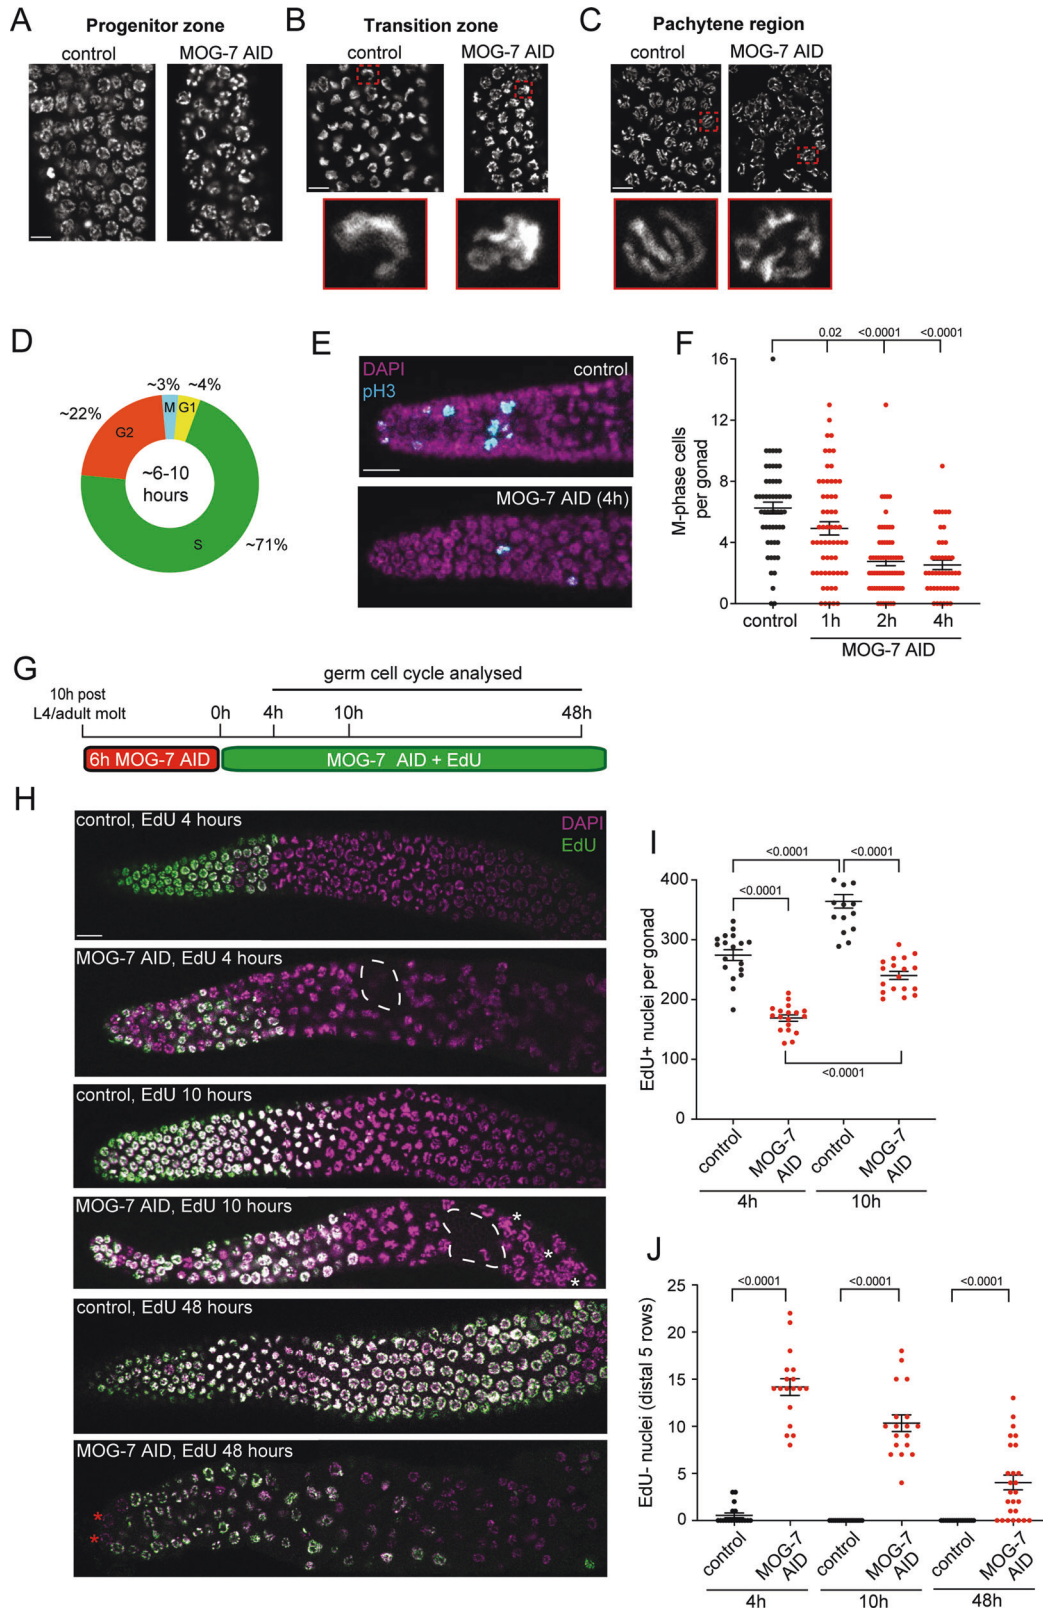 A
Progenitor zone
control
MOG-7 AID
B
Transition zone
control
MOG-7 AID
C
Pachytene region
control
MOG-7 AID
D
~3%
~4%
~22%
M
G1
G2
~6-10
hours
S
~71%
E
DAPI
pH3
control
MOG-7 AID (4h)
F
0.02
<0.0001
<0.0001
M-phase cells
per gonad
16
12
8
4
0
control
1h
2h
4h
MOG-7 AID
G
germ cell cycle analysed
10h post
L4/adult molt
0h
4h
10h
48h
6h MOG-7 AID
MOG-7 AID + EdU
H
control, EdU 4 hours
DAPI
EdU
MOG-7 AID, EdU 4 hours
control, EdU 10 hours
MOG-7 AID, EdU 10 hours
*
*
*
control, EdU 48 hours
MOG-7 AID, EdU 48 hours
*
*
I
<0.0001
<0.0001
<0.0001
<0.0001
EdU+ nuclei per gonad
400
300
200
100
0
control
MOG-7
AID
control
MOG-7
AID
4h
10h
J
<0.0001
<0.0001
<0.0001
EdU- nuclei (distal 5 rows)
25
20
15
10
5
0
control
MOG-7
AID
control
MOG-7
AID
control
MOG-7
AID
4h
10h
48h